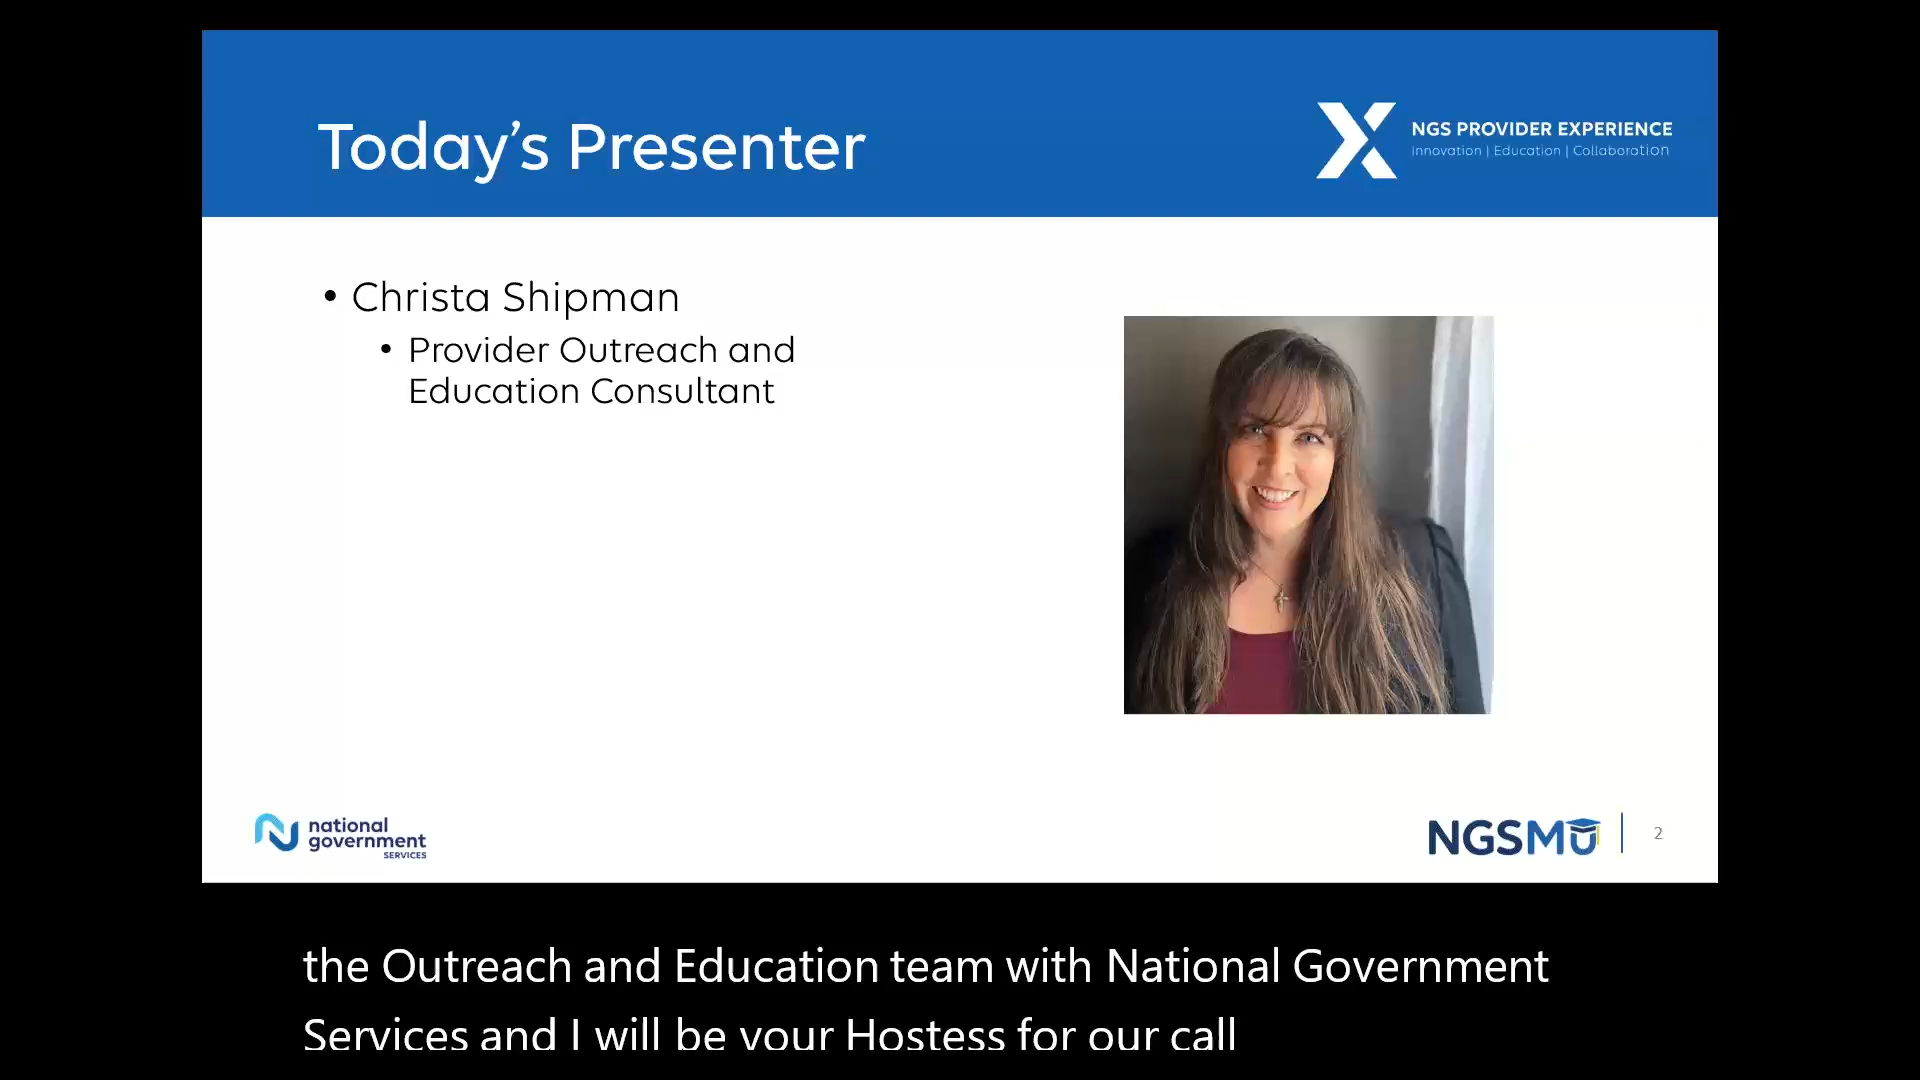 Today’s Presenter
NGS PROVIDER EXPERIENCE
Innovation | Education | Collaboration
• Christa Shipman
• Provider Outreach and
Education Consultant
national
government
SERVICES
NGSMU
2
the Outreach and Education team with National Government
Services and I will be your Hostess for our call